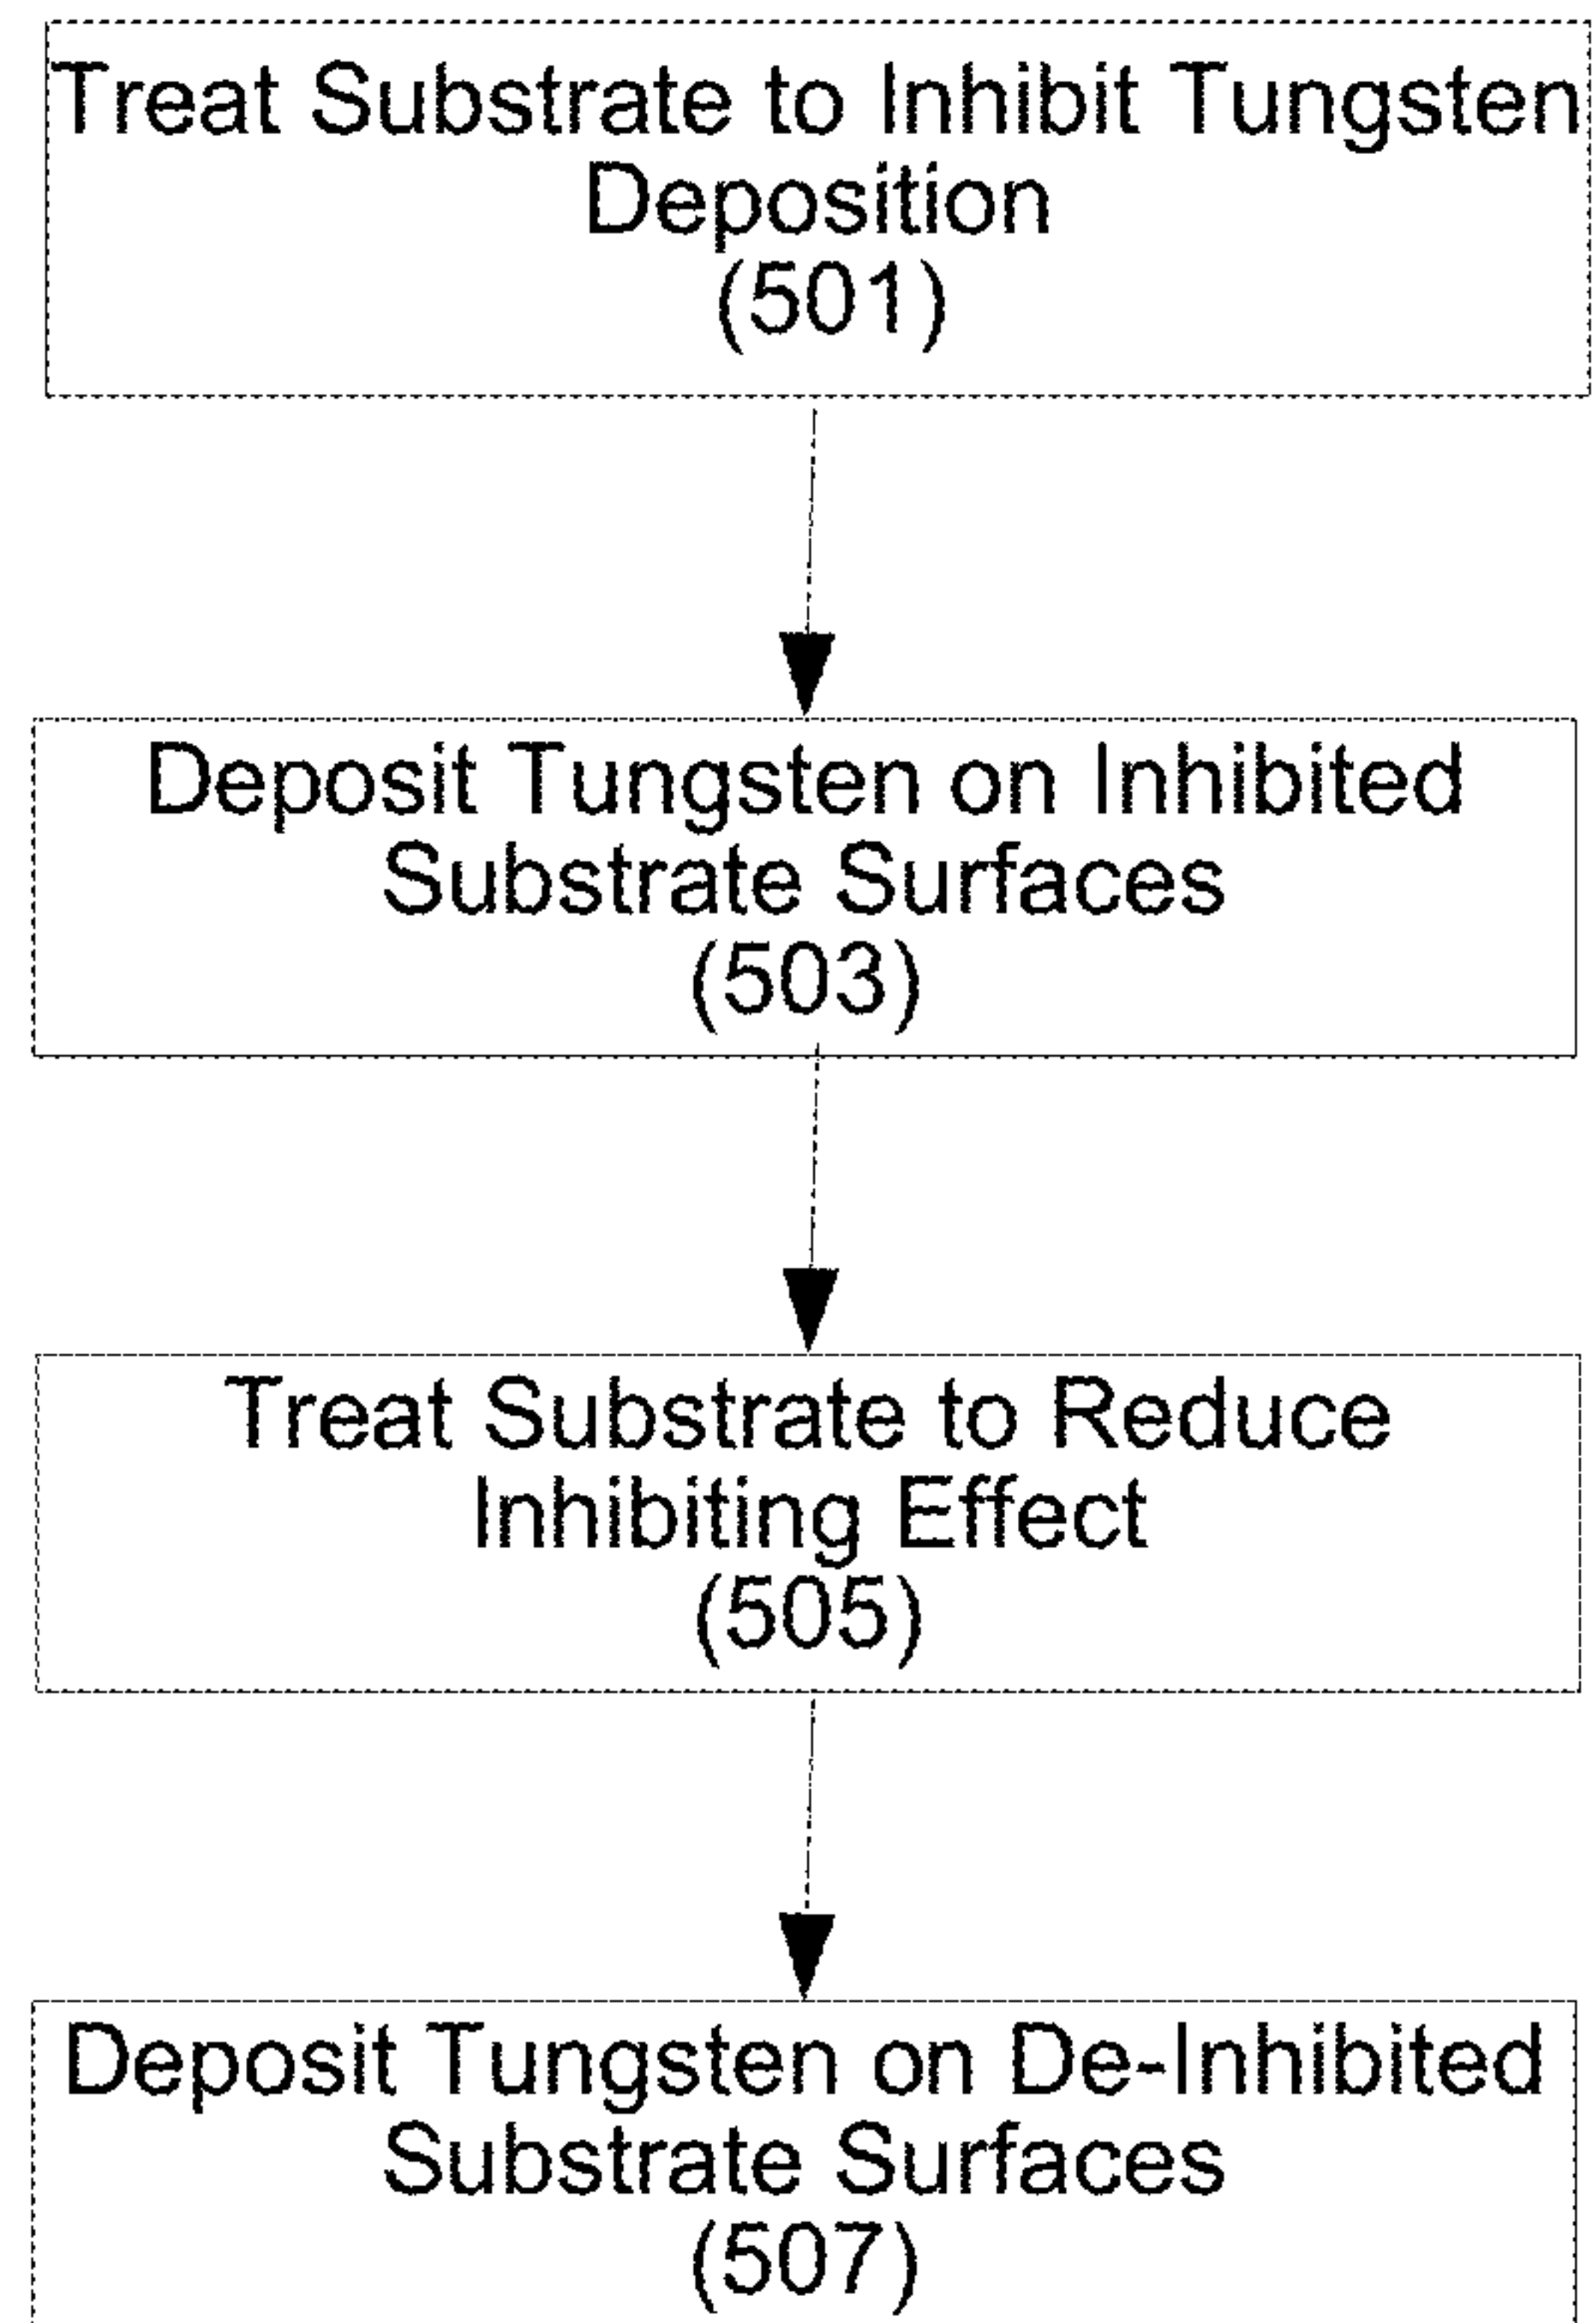 Treat Substrate to Inhibit Tungsten
Deposition
(501)
Deposit Tungsten on Inhibited
Substrate Surfaces
(503)
Treat Substrate to Reduce
Inhibiting Effect
(505)
Deposit Tungsten on De-Inhibited
Substrate Surfaces
(507)